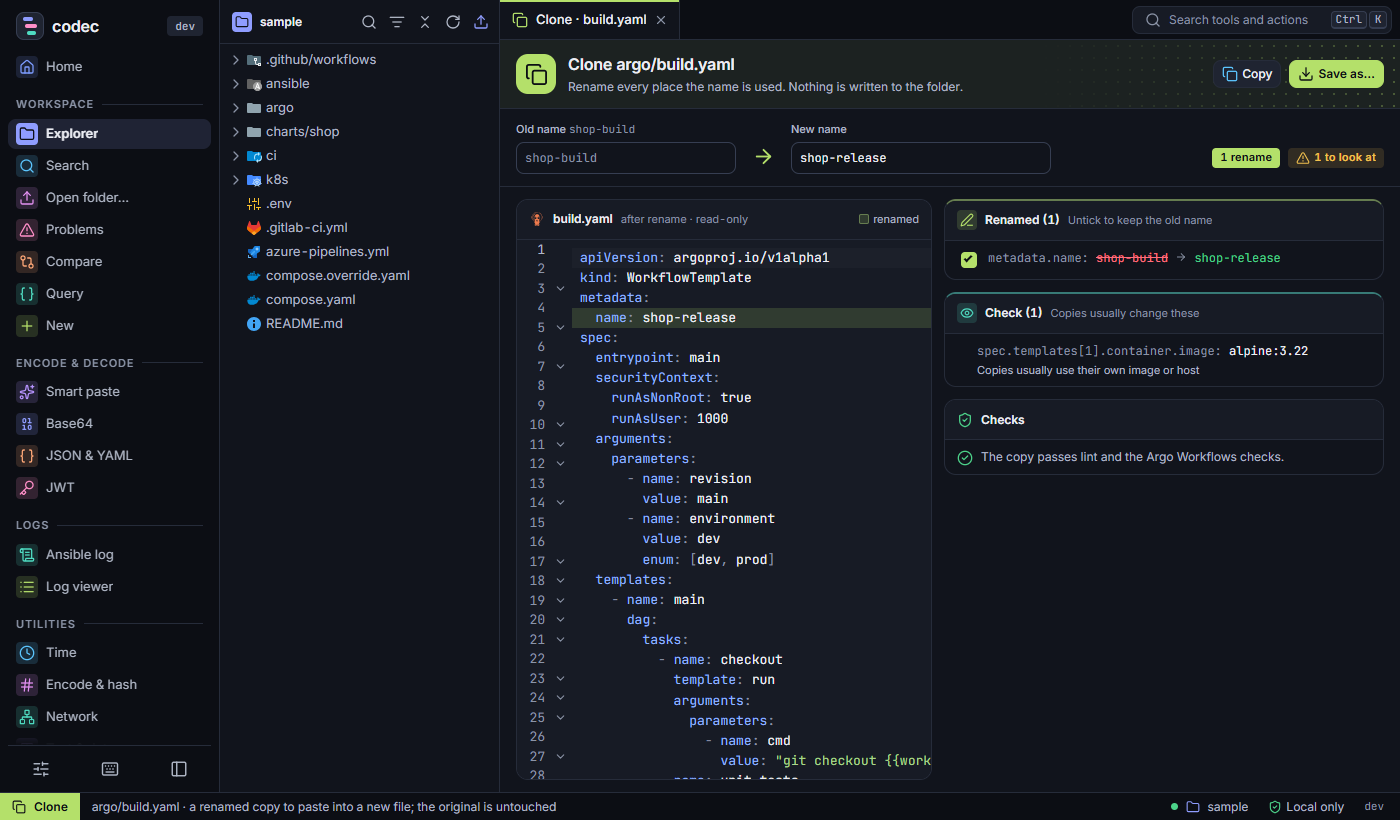 codec
dev
Home
WORKSPACE
Explorer
Search
Open folder...
Problems
Compare
Query
New
ENCODE & DECODE
Smart paste
Base64
JSON & YAML
JWT
LOGS
Ansible log
Log viewer
UTILITIES
Time
Encode & hash
Network
sample
.github/workflows
ansible
argo
charts/shop
ci
k8s
.env
.gitlab-ci.yml
azure-pipelines.yml
compose.override.yaml
compose.yaml
README.md
Clone · build.yaml
Search tools and actions Ctrl K
Clone argo/build.yaml
Rename every place the name is used. Nothing is written to the folder.
Copy
Save as...
Old name shop-build
shop-build
New name
shop-release
1 rename
1 to look at
build.yaml after rename · read-only
renamed
1 apiVersion: argoproj.io/v1alpha1
2 kind: WorkflowTemplate
3 metadata:
4 name: shop-release
5 spec:
6 entrypoint: main
7 securityContext:
8 runAsNonRoot: true
9 runAsUser: 1000
10 arguments:
11 parameters:
12 - name: revision
13 value: main
14 - name: environment
15 value: dev
16 enum: [dev, prod]
17 templates:
18 - name: main
19 dag:
20 tasks:
21 - name: checkout
22 template: run
23 arguments:
24 parameters:
25 - name: cmd
26 value: "git checkout {{work
27 - name: unit-tests
28
Renamed (1) Untick to keep the old name
metadata.name: shop-build → shop-release
Check (1) Copies usually change these
spec.templates[1].container.image: alpine:3.22
Copies usually use their own image or host
Checks
The copy passes lint and the Argo Workflows checks.
Clone
argo/build.yaml · a renamed copy to paste into a new file; the original is untouched
sample
Local only
dev